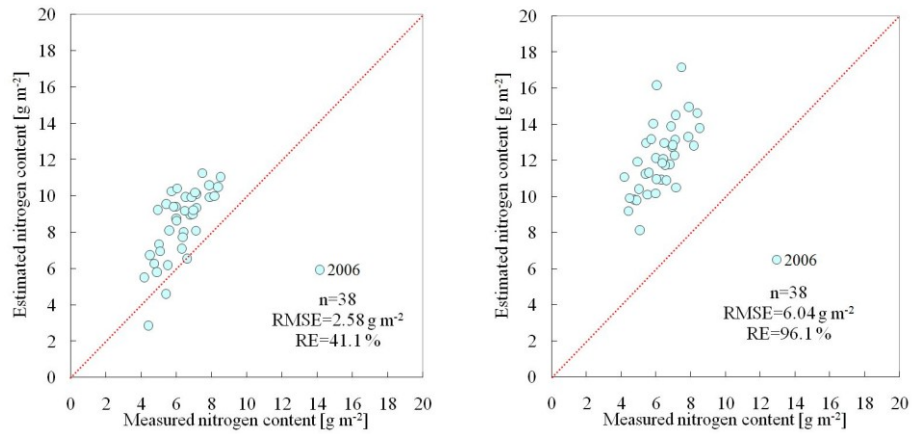 Estimated nitrogen content [g m-2]
20
18
16
14
12
10
8
6
4
2
0
2006
n=38
RMSE=2.58 g m-2
RE=41.1 %
0 2 4 6 8 10 12 14 16 18 20
Measured nitrogen content [g m-2]
Estimated nitrogen content [g m-2]
20
18
16
14
12
10
8
6
4
2
0
2006
n=38
RMSE=6.04 g m-2
RE=96.1 %
0 2 4 6 8 10 12 14 16 18 20
Measured nitrogen content [g m-2]